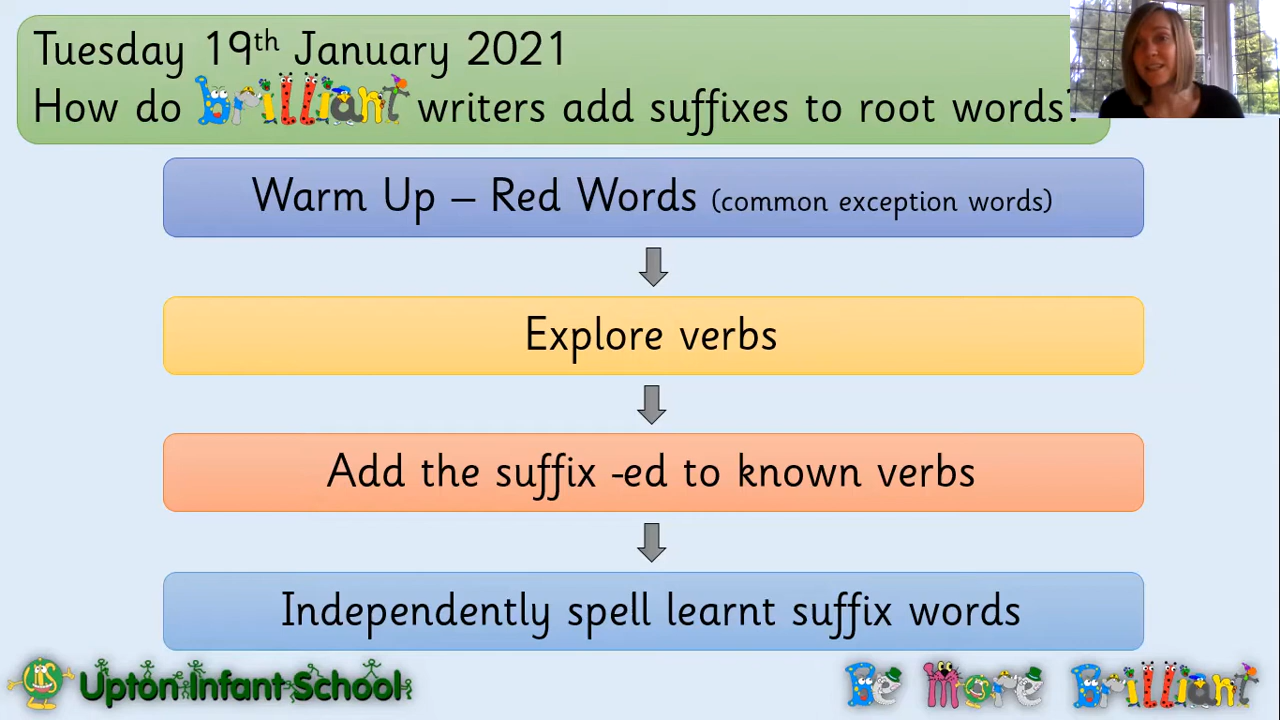 Tuesday 19th January 2021
How do brilliant writers add suffixes to root words?
Warm Up – Red Words (common exception words)
Explore verbs
Add the suffix -ed to known verbs
Independently spell learnt suffix words
Upton Infant School
Be More Brilliant